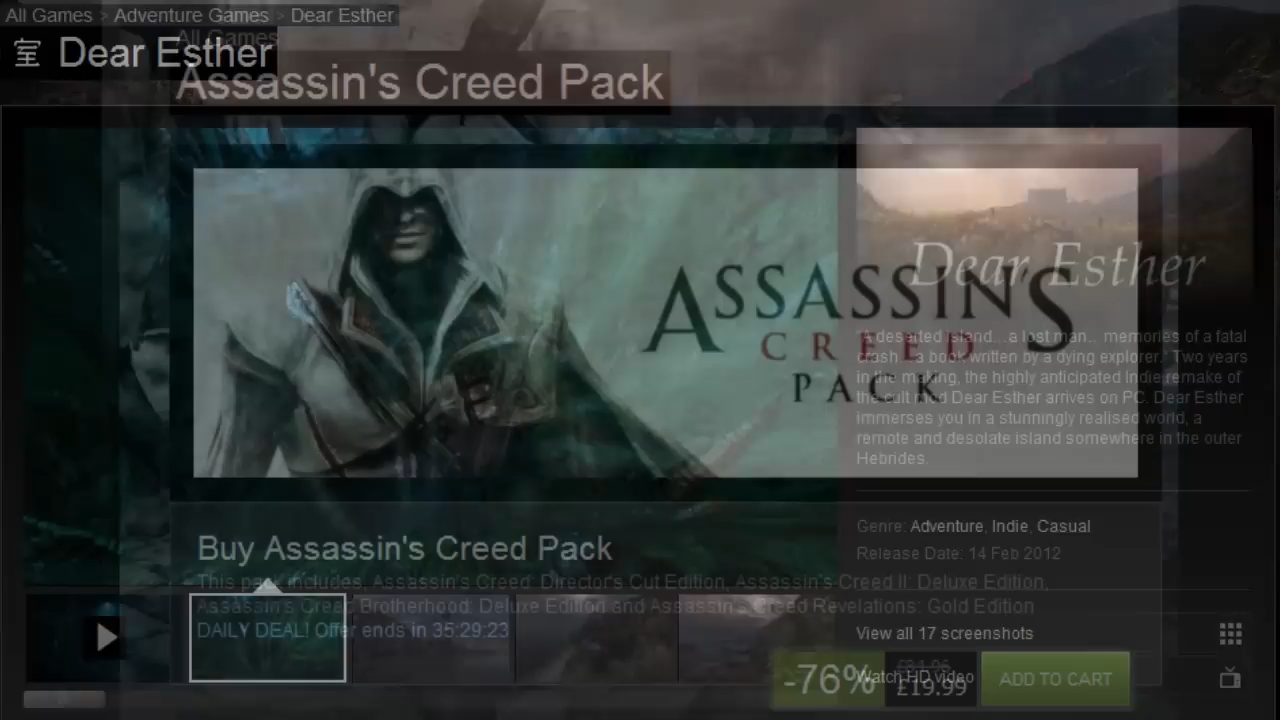 All Games > Adventure Games > Dear Esther
All Games
Dear Esther
Assassin's Creed Pack
Dear Esther
ASSASSIN'S
CREED
PACK
"A deserted island...a lost man... memories of a fatal
crash...a book written by a dying explorer." Two years
in the making, the highly anticipated Indie remake of
the cult mod Dear Esther arrives on PC. Dear Esther
immerses you in a stunningly realised world, a
remote and desolate island somewhere in the outer
Hebrides.
Genre: Adventure, Indie, Casual
Release Date: 14 Feb 2012
Buy Assassin's Creed Pack
This pack includes, Assassin's Creed: Director's Cut Edition, Assassin's Creed II: Deluxe Edition,
Assassin's Creed Brotherhood: Deluxe Edition and Assassin's Creed Revelations: Gold Edition
DAILY DEAL! Offer ends in 35:29:23
View all 17 screenshots
Watch HD video
-76%
£19.99
ADD TO CART